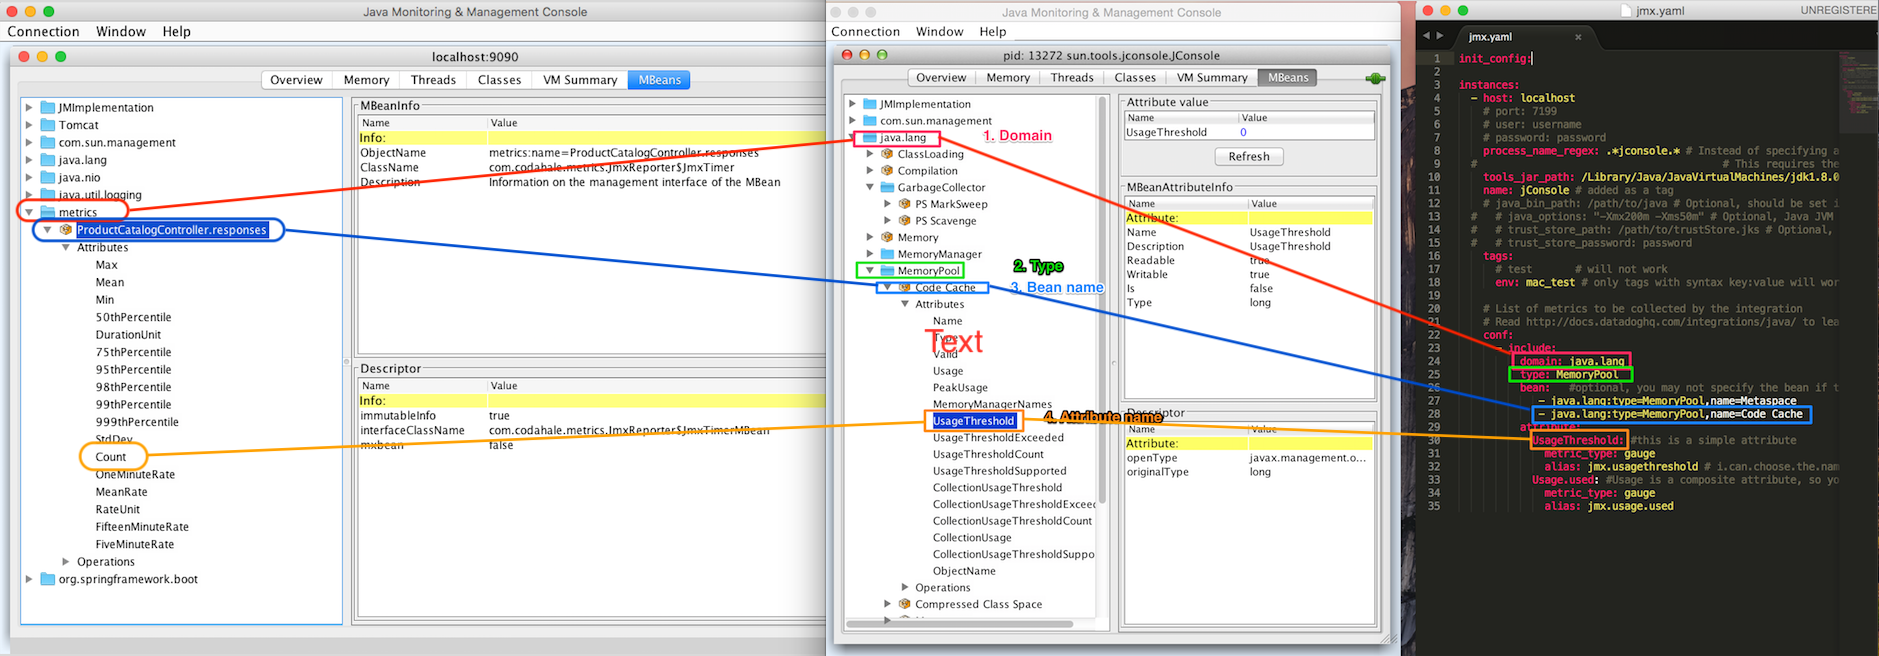 Java Monitoring & Management Console
Connection Window Help
localhost:9090
Overview Memory Threads Classes VM Summary MBeans
JMImplementation
Tomcat
com.sun.management
java.lang
java.nio
java.util.logging
metrics
ProductCatalogController.responses
Attributes
Max
Mean
Min
50thPercentile
DurationUnit
75thPercentile
95thPercentile
98thPercentile
99thPercentile
999thPercentile
StdDev
Count
OneMinuteRate
MeanRate
RateUnit
FifteenMinuteRate
FiveMinuteRate
Operations
org.springframework.boot
MBeanInfo
Name Value
Info:
ObjectName metrics:name=ProductCatalogController.responses
ClassName com.codahale.metrics.JmxReporter$JmxTimer
Description Information on the management interface of the MBean
Descriptor
Name Value
Info:
immutableInfo true
interfaceClassName com.codahale.metrics.JmxReporter$JmxTimerMBean
mxbean false
Java Monitoring & Management Console
Connection Window Help
pid: 13272 sun.tools.jconsole.JConsole
Overview Memory Threads Classes VM Summary MBeans
JMImplementation
com.sun.management
java.lang 1. Domain
ClassLoading
Compilation
GarbageCollector
PS MarkSweep
PS Scavenge
Memory
MemoryManager
MemoryPool 2. Type
Code Cache 3. Bean name
Attributes
Name
Type
Text
Valid
Usage
PeakUsage
MemoryManagerNames
UsageThreshold 4. Attribute name
UsageThresholdExceeded
UsageThresholdCount
UsageThresholdSupported
CollectionUsageThreshold
CollectionUsageThresholdExceed
CollectionUsageThresholdCount
CollectionUsage
CollectionUsageThresholdSuppo
ObjectName
Operations
Compressed Class Space
Attribute value
Name Value
UsageThreshold 0
Refresh
MBeanAttributeInfo
Name Value
Attribute:
Name UsageThreshold
Description UsageThreshold
Readable true
Writable true
Is false
Type long
Descriptor
Name Value
Attribute:
openType javax.management.o...
originalType long
jmx.yaml UNREGISTERE
jmx.yaml
1 init_config:
2
3 instances:
4 - host: localhost
5 # port: 7199
6 # user: username
7 # password: password
8 process_name_regex: .*jconsole.* # Instead of specifying a
9 # # This requires the
10 tools_jar_path: /Library/Java/JavaVirtualMachines/jdk1.8.0
11 name: jConsole # added as a tag
12 # java_bin_path: /path/to/java # Optional, should be set i
13 # # java_options: "-Xmx200m -Xms50m" # Optional, Java JVM
14 # # trust_store_path: /path/to/trustStore.jks # Optional,
15 # # trust_store_password: password
16 tags:
17 # test # will not work
18 env: mac_test # only tags with syntax key:value will wor
19
20 # List of metrics to be collected by the integration
21 # Read http://docs.datadoghq.com/integrations/java/ to lea
22 conf:
23 - include:
24 domain: java.lang
25 type: MemoryPool
26 bean: #optional, you may not specify the bean if t
27 - java.lang:type=MemoryPool,name=Metaspace
28 - java.lang:type=MemoryPool,name=Code Cache
29 attribute:
30 UsageThreshold: #this is a simple attribute
31 metric_type: gauge
32 alias: jmx.usagethreshold # i.can.choose.the.nam
33 Usage.used: #Usage is a composite attribute, so yo
34 metric_type: gauge
35 alias: jmx.usage.used